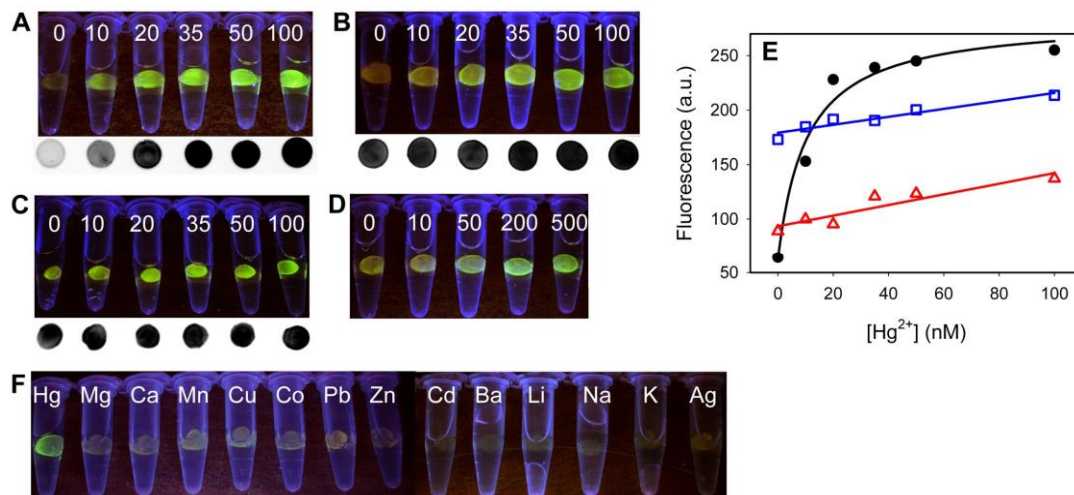 A
0 10 20 35 50 100
B
0 10 20 35 50 100
C
0 10 20 35 50 100
D
0 10 50 200 500
E
Fluorescence (a.u.)
250
200
150
100
50
0 20 40 60 80 100
[Hg²⁺] (nM)
F
Hg Mg Ca Mn Cu Co Pb Zn Cd Ba Li Na K Ag